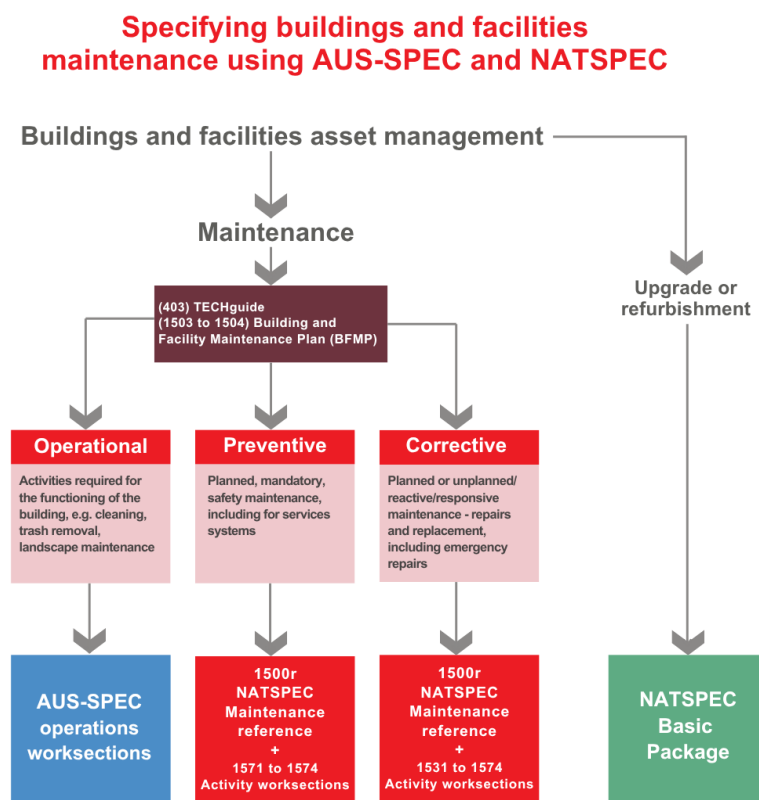 Specifying buildings and facilities
maintenance using AUS-SPEC and NATSPEC
Buildings and facilities asset management
Maintenance
Upgrade or
refurbishment
(403) TECHguide
(1503 to 1504) Building and
Facility Maintenance Plan (BFMP)
Operational
Activities required for
the functioning of the
building, e.g. cleaning,
trash removal,
landscape maintenance
Preventive
Planned, mandatory,
safety maintenance,
including for services
systems
Corrective
Planned or unplanned/
reactive/responsive
maintenance - repairs
and replacement,
including emergency
repairs
AUS-SPEC
operations
worksections
1500r
NATSPEC
Maintenance
reference
+
1571 to 1574
Activity worksections
1500r
NATSPEC
Maintenance
reference
+
1531 to 1574
Activity worksections
NATSPEC
Basic
Package